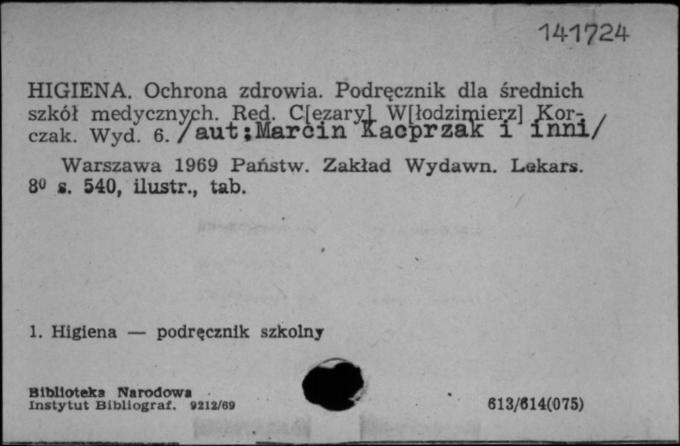 141724
HIGIENA. Ochrona zdrowia. Podręcznik dla średnich
szkół medycznych. Red. C[ezary] W[łodzimierz] Kor-
czak. Wyd. 6. /aut:Marcin Kacprzak i inni/
Warszawa 1969 Państw. Zakład Wydawn. Lekars.
8⁰ s. 540, ilustr., tab.
1. Higiena — podręcznik szkolny
Biblioteka Narodowa
Instytut Bibliograf. 9212/69
613/614(075)